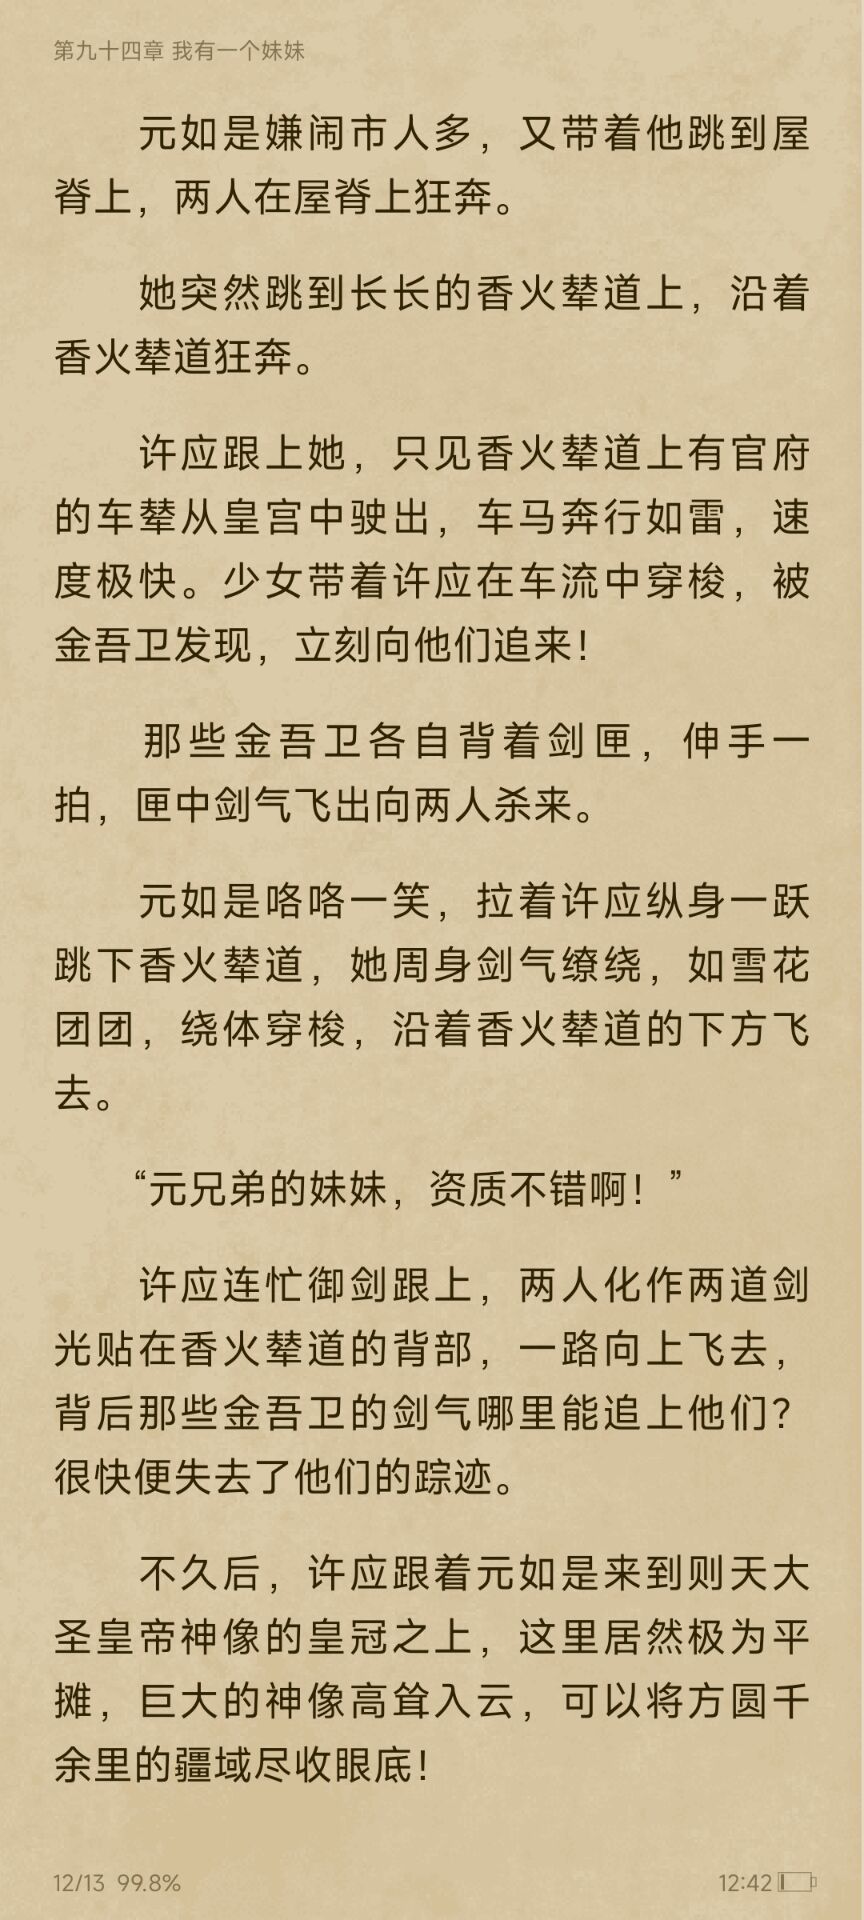 第九十四章 我有一个妹妹
元如是嫌闹市人多，又带着他跳到屋
脊上，两人在屋脊上狂奔。
她突然跳到长长的香火辇道上，沿着
香火辇道狂奔。
许应跟上她，只见香火辇道上有官府
的车辇从皇宫中驶出，车马奔行如雷，速
度极快。少女带着许应在车流中穿梭，被
金吾卫发现，立刻向他们追来！
那些金吾卫各自背着剑匣，伸手一
拍，匣中剑气飞出向两人杀来。
元如是咯咯一笑，拉着许应纵身一跃
跳下香火辇道，她周身剑气缭绕，如雪花
团团，绕体穿梭，沿着香火辇道的下方飞
去。
“元兄弟的妹妹，资质不错啊！”
许应连忙御剑跟上，两人化作两道剑
光贴在香火辇道的背部，一路向上飞去，
背后那些金吾卫的剑气哪里能追上他们？
很快便失去了他们的踪迹。
不久后，许应跟着元如是来到则天大
圣皇帝神像的皇冠之上，这里居然极为平
摊，巨大的神像高耸入云，可以将方圆千
余里的疆域尽收眼底！
12/13 99.8% 12:42